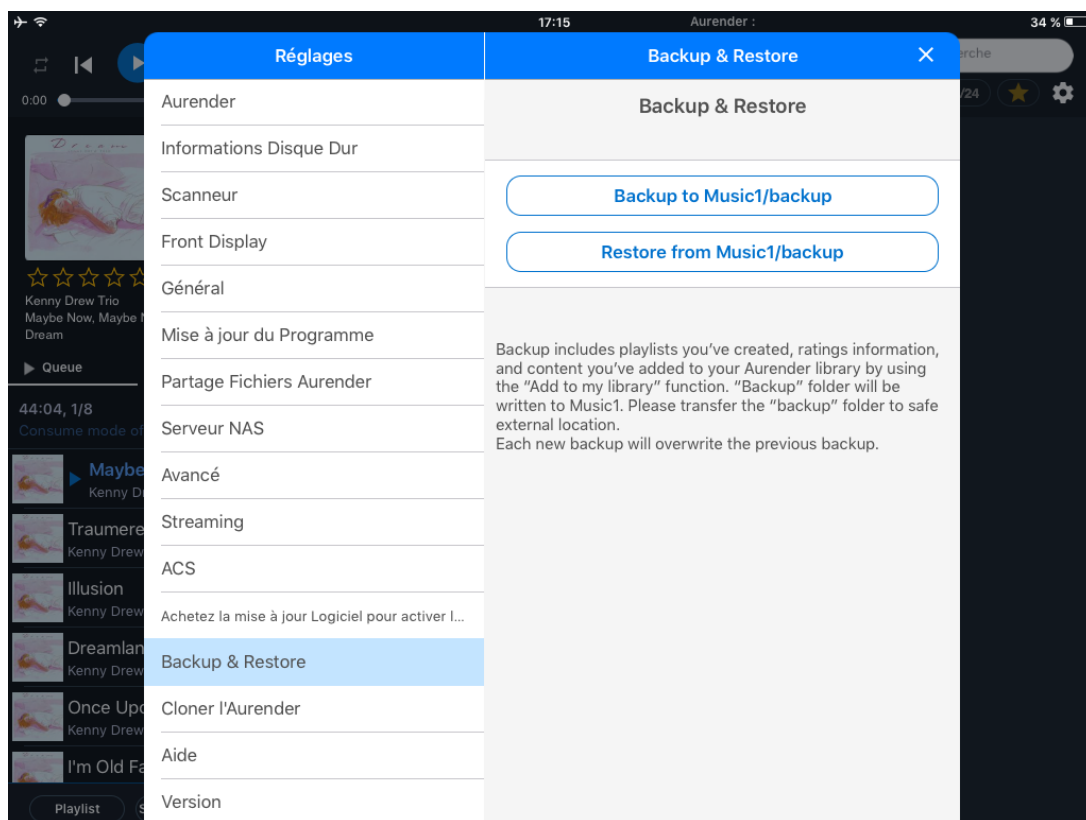 17:15
Aurender :
34 %
Réglages
Backup & Restore
erche
0:00
/24
Dream
Kenny Drew Trio
Maybe Now, Maybe
Dream
Queue
44:04, 1/8
Consume mode of
Maybe
Kenny D
Traumere
Kenny Drew
Illusion
Kenny Drew
Dreamlan
Kenny Drew
Once Upo
Kenny Drew
I'm Old Fa
Playlist
S
Aurender
Informations Disque Dur
Scanneur
Front Display
Général
Mise à jour du Programme
Partage Fichiers Aurender
Serveur NAS
Avancé
Streaming
ACS
Achetez la mise à jour Logiciel pour activer l...
Backup & Restore
Cloner l'Aurender
Aide
Version
Backup & Restore
Backup to Music1/backup
Restore from Music1/backup
Backup includes playlists you’ve created, ratings information,
and content you’ve added to your Aurender library by using
the “Add to my library” function. “Backup” folder will be
written to Music1. Please transfer the “backup” folder to safe
external location.
Each new backup will overwrite the previous backup.